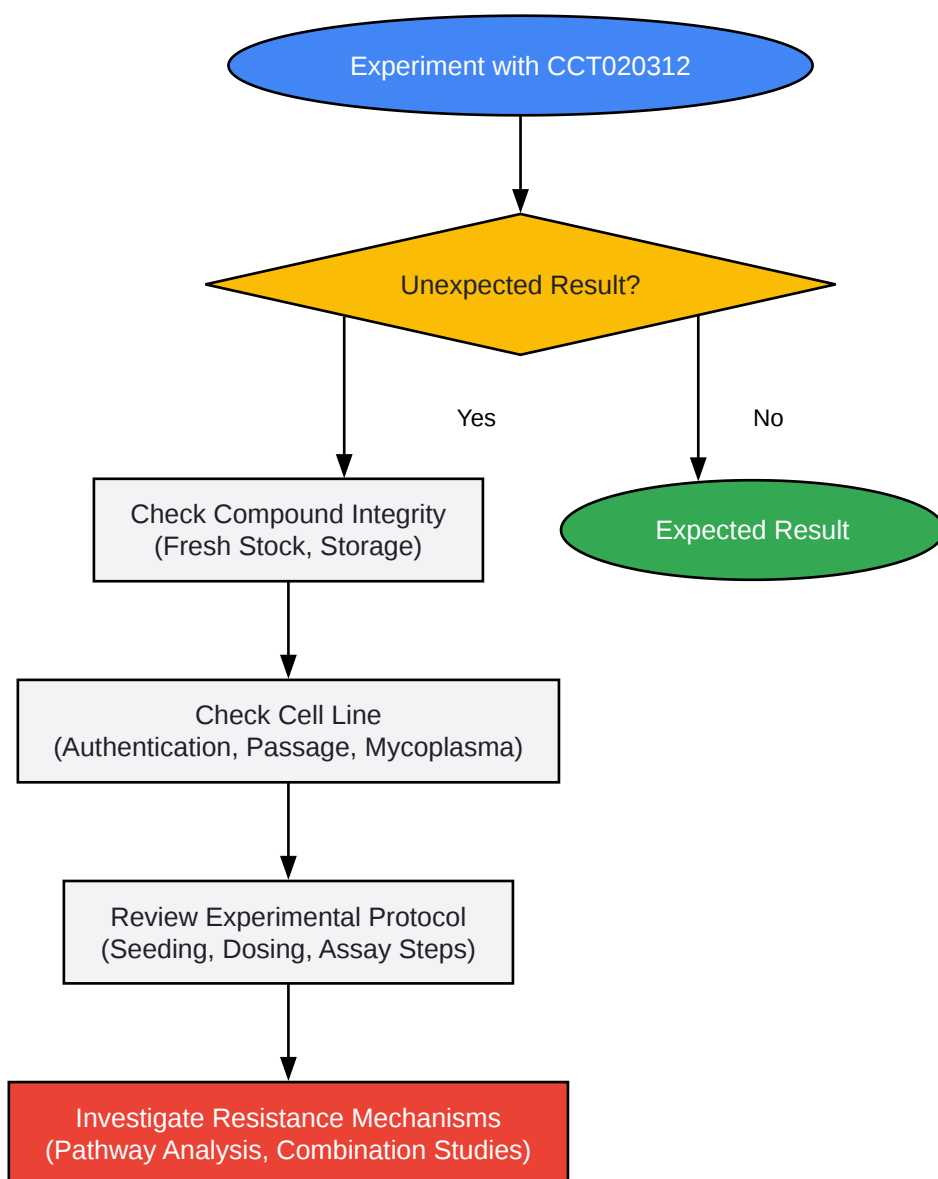 Experiment with CCT020312
Unexpected Result?
Yes
No
Check Compound Integrity
(Fresh Stock, Storage)
Expected Result
Check Cell Line
(Authentication, Passage, Mycoplasma)
Review Experimental Protocol
(Seeding, Dosing, Assay Steps)
Investigate Resistance Mechanisms
(Pathway Analysis, Combination Studies)